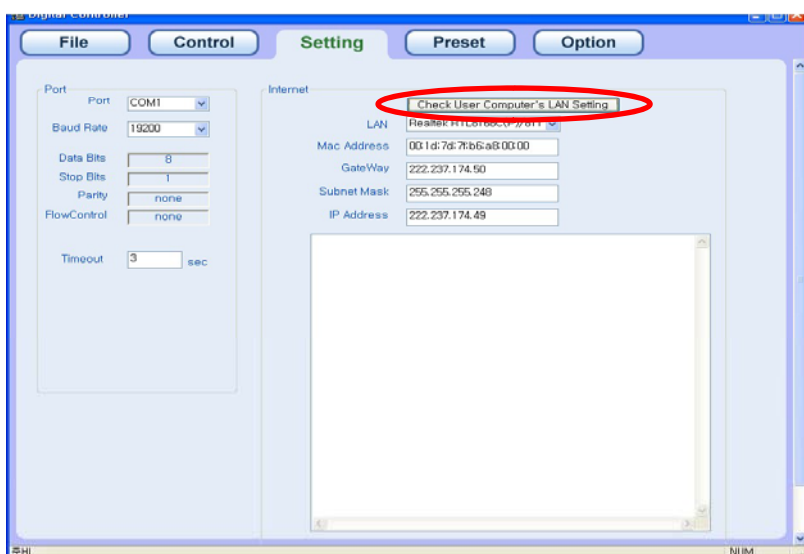 Digital Controller
File Control Setting Preset Option
Port
Port COM1
Baud Rate 19200
Data Bits 8
Stop Bits 1
Parity none
FlowControl none
Timeout 3 sec
Internet
Check User Computer's LAN Setting
LAN Realtek
Mac Address 00:1d:7d:7f:b6:a8:00:00
GateWay 222.237.174.50
Subnet Mask 255.255.255.248
IP Address 222.237.174.49
준비 NUM